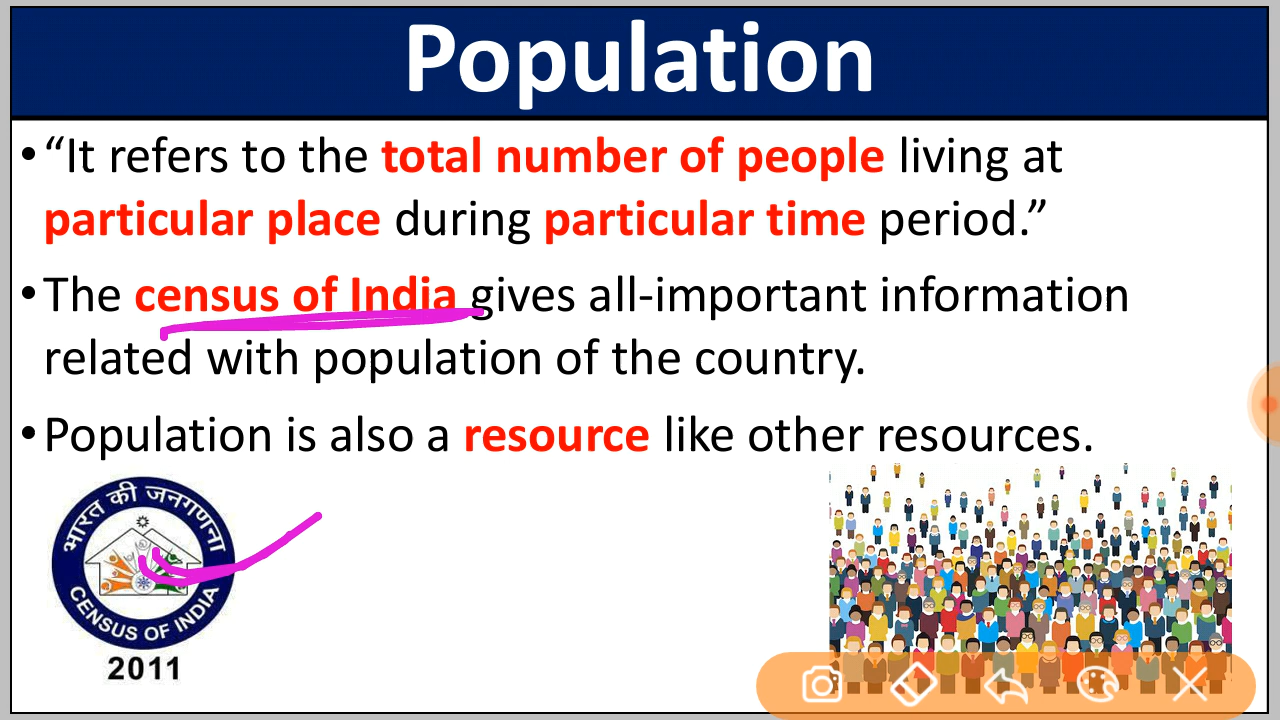 Population
• “It refers to the total number of people living at
particular place during particular time period.”
• The census of India gives all-important information
related with population of the country.
• Population is also a resource like other resources.
भारत की जनगणना
CENSUS OF INDIA
2011